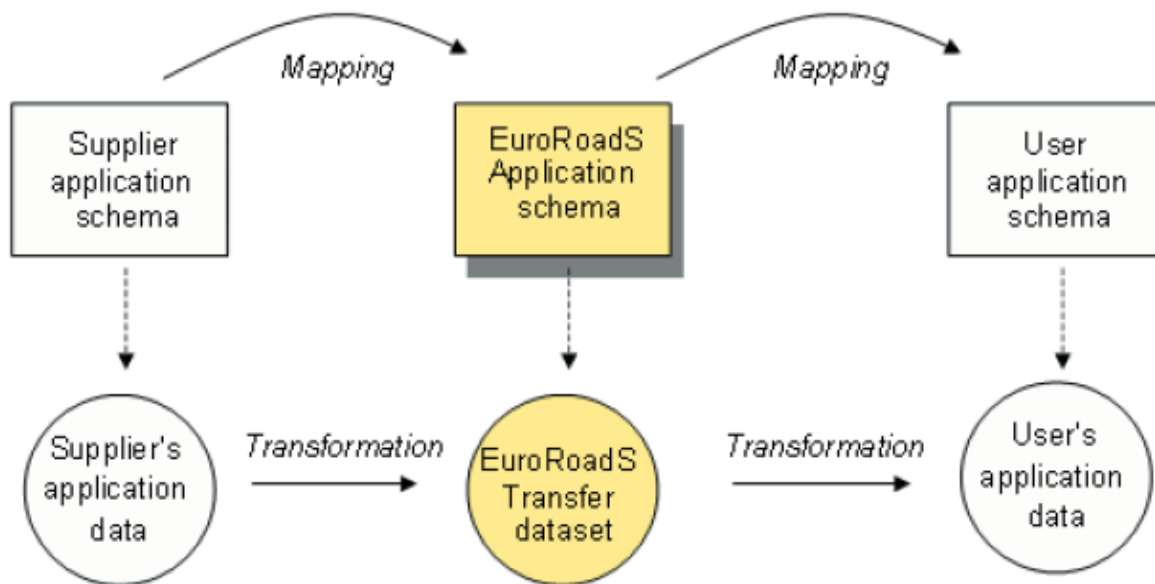 Mapping
Mapping
Supplier
application
schema
EuroRoadS
Application
schema
User
application
schema
Supplier's
application
data
Transformation
EuroRoadS
Transfer
dataset
Transformation
User's
application
data